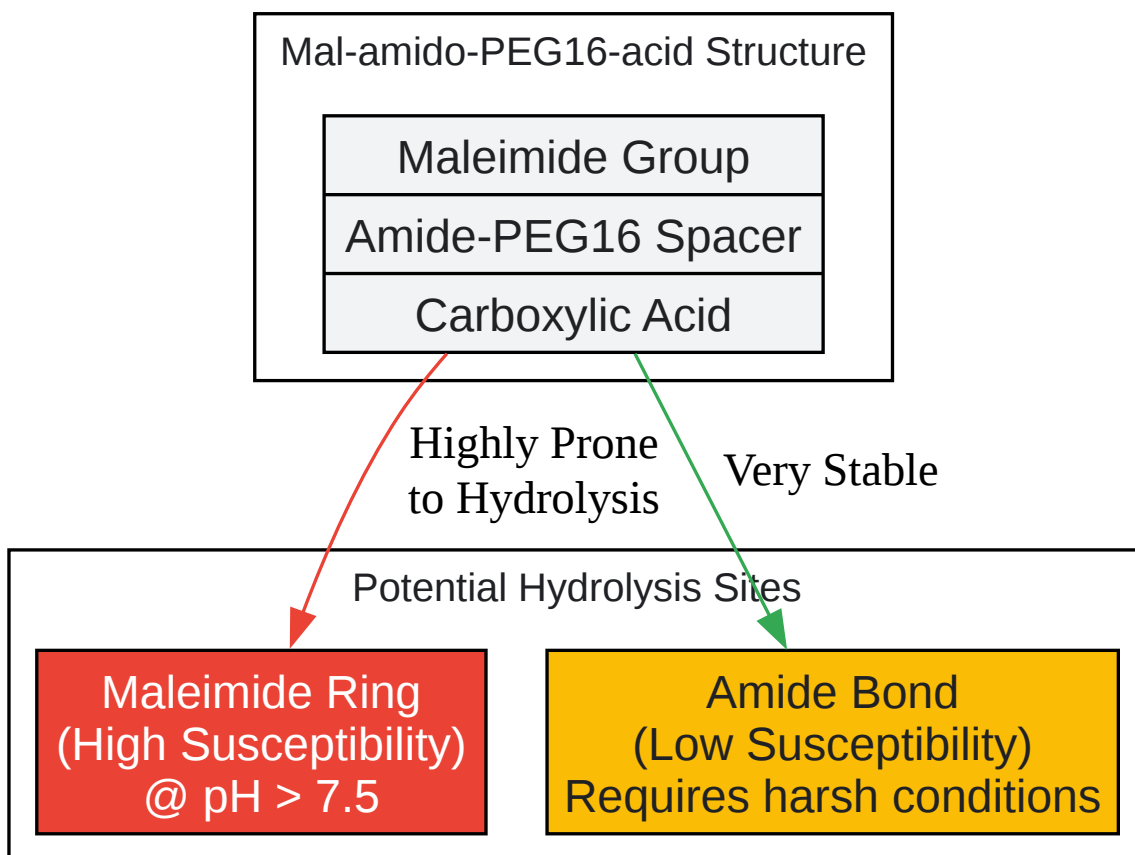 Mal-amido-PEG16-acid Structure
Maleimide Group
Amide-PEG16 Spacer
Carboxylic Acid
Highly Prone
to Hydrolysis
Very Stable
Potential Hydrolysis Sites
Maleimide Ring
(High Susceptibility)
@ pH > 7.5
Amide Bond
(Low Susceptibility)
Requires harsh conditions